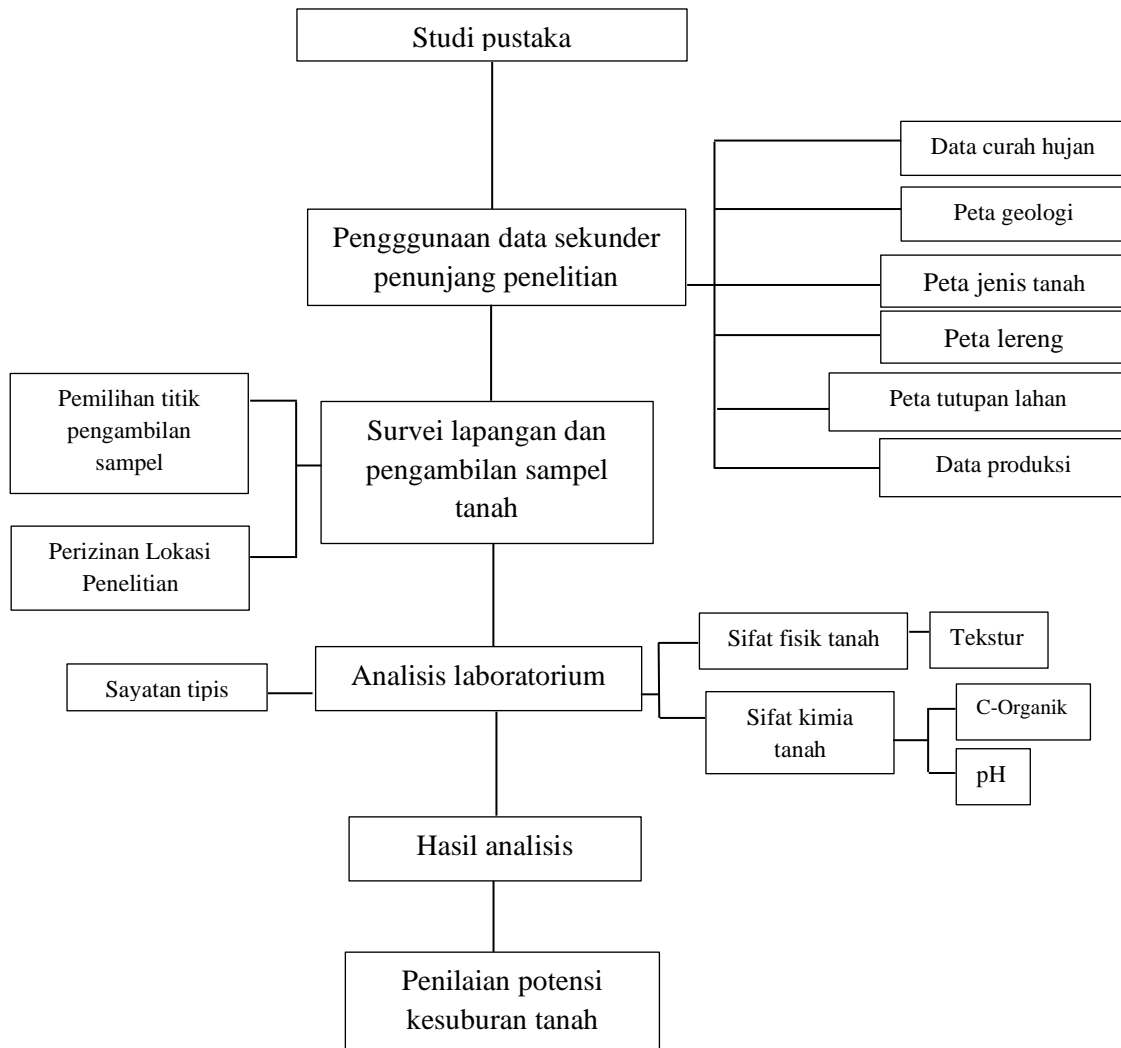 Studi pustaka
Data curah hujan
Peta geologi
Pengggunaan data sekunder
penunjang penelitian
Peta jenis tanah
Peta lereng
Peta tutupan lahan
Data produksi
Pemilihan titik
pengambilan
sampel
Survei lapangan dan
pengambilan sampel
tanah
Perizinan Lokasi
Penelitian
Sayatan tipis
Analisis laboratorium
Sifat fisik tanah
Tekstur
Sifat kimia
tanah
C-Organik
pH
Hasil analisis
Penilaian potensi
kesuburan tanah